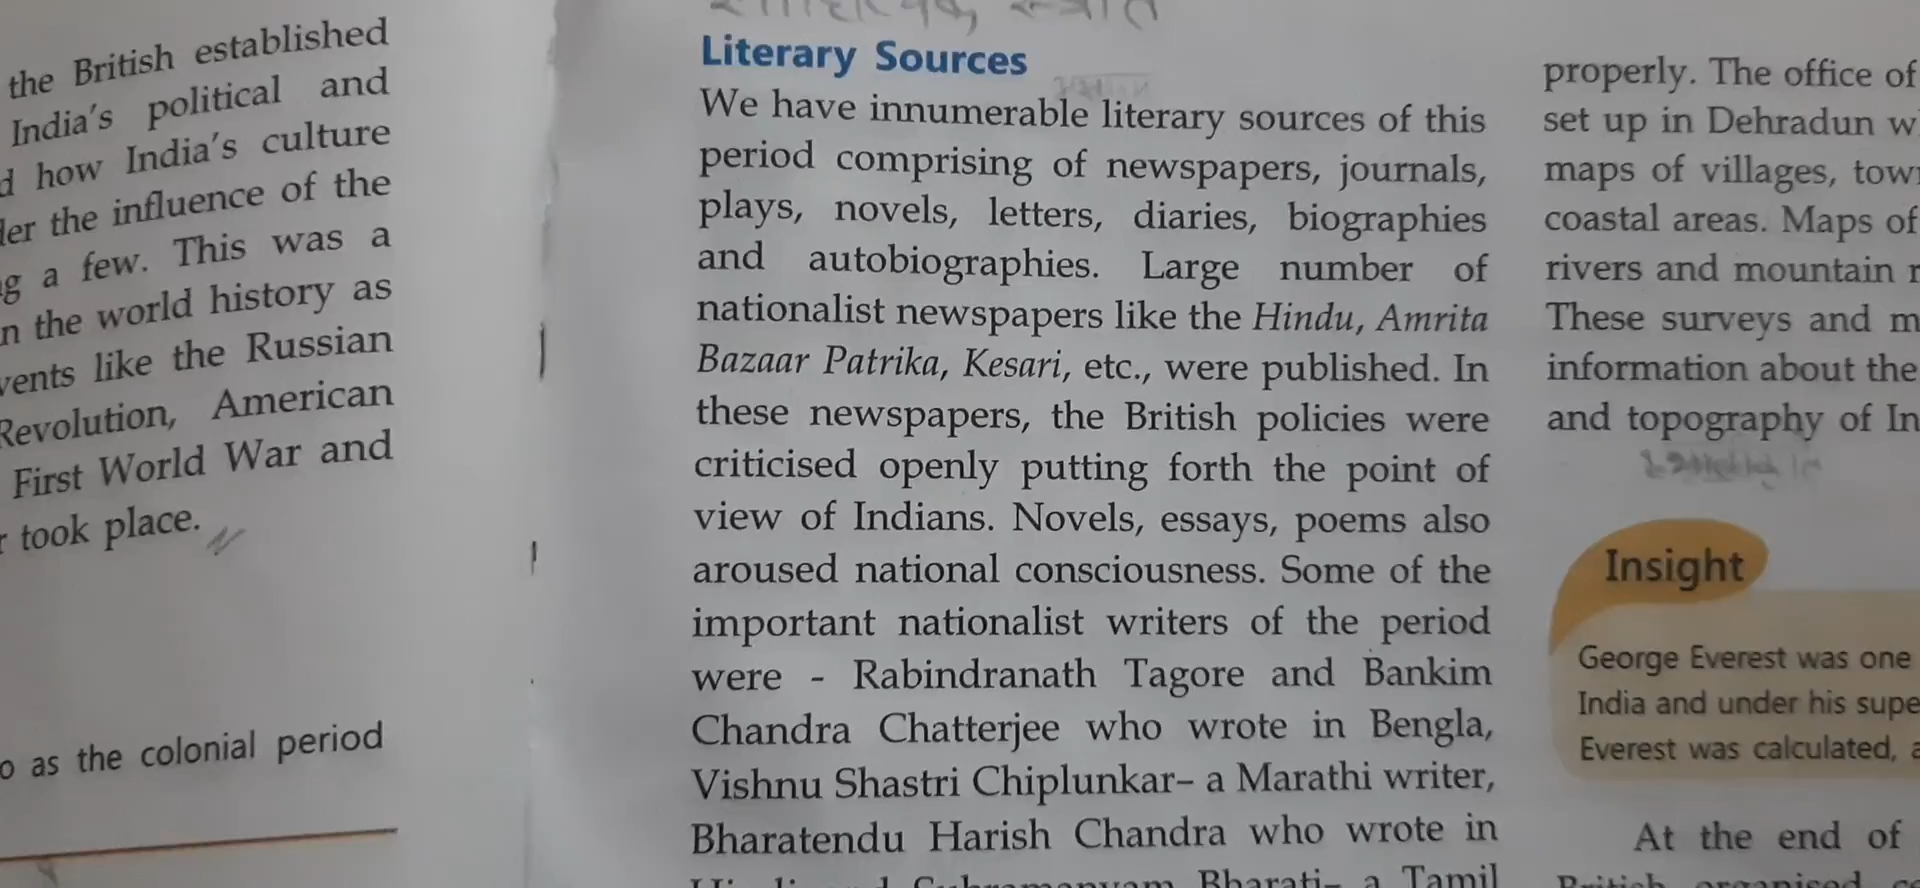 the British established
India's political and
how India's culture
the influence of the
a few. This was a
the world history as
like the Russian
Revolution, American
First World War and
took place.
as the colonial period
Literary Sources
We have innumerable literary sources of this
period comprising of newspapers, journals,
plays, novels, letters, diaries, biographies
and autobiographies. Large number of
nationalist newspapers like the Hindu, Amrita
Bazaar Patrika, Kesari, etc., were published. In
these newspapers, the British policies were
criticised openly putting forth the point of
view of Indians. Novels, essays, poems also
aroused national consciousness. Some of the
important nationalist writers of the period
were - Rabindranath Tagore and Bankim
Chandra Chatterjee who wrote in Bengla,
Vishnu Shastri Chiplunkar– a Marathi writer,
Bharatendu Harish Chandra who wrote in
Bharati– a Tamil
properly. The office of
set up in Dehradun
maps of villages,
coastal areas. Maps of
rivers and mountain
These surveys and
information about the
and topography of
Insight
George Everest was one
India and under his
Everest was calculated,
At the end of